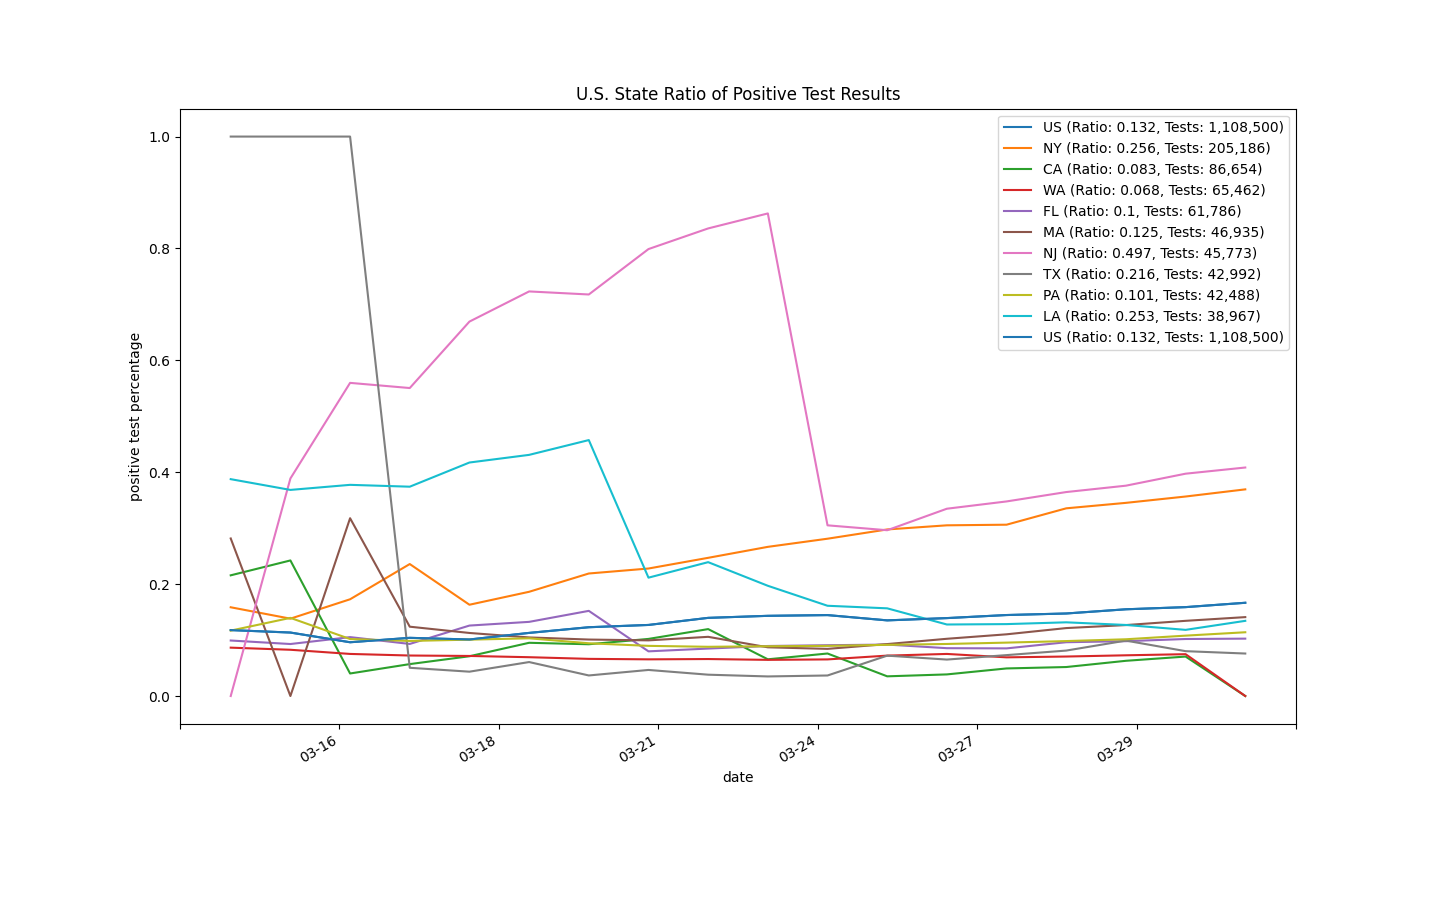 U.S. State Ratio of Positive Test Results
US (Ratio: 0.132, Tests: 1,108,500)
NY (Ratio: 0.256, Tests: 205,186)
CA (Ratio: 0.083, Tests: 86,654)
WA (Ratio: 0.068, Tests: 65,462)
FL (Ratio: 0.1, Tests: 61,786)
MA (Ratio: 0.125, Tests: 46,935)
NJ (Ratio: 0.497, Tests: 45,773)
TX (Ratio: 0.216, Tests: 42,992)
PA (Ratio: 0.101, Tests: 42,488)
LA (Ratio: 0.253, Tests: 38,967)
US (Ratio: 0.132, Tests: 1,108,500)
positive test percentage
1.0
0.8
0.6
0.4
0.2
0.0
03-16
03-18
03-21
03-24
03-27
03-29
date